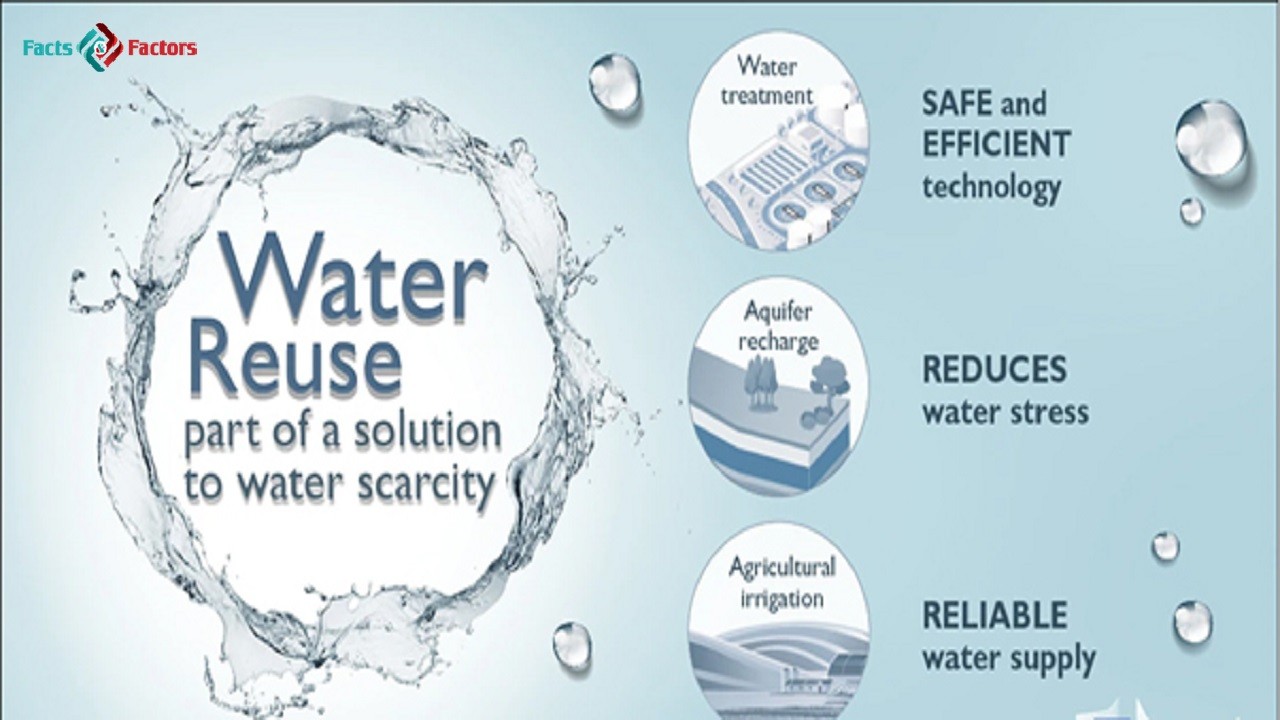 Facts & Factors
Water
Reuse
part of a solution
to water scarcity
Water
treatment
SAFE and
EFFICIENT
technology
Aquifer
recharge
REDUCES
water stress
Agricultural
irrigation
RELIABLE
water supply